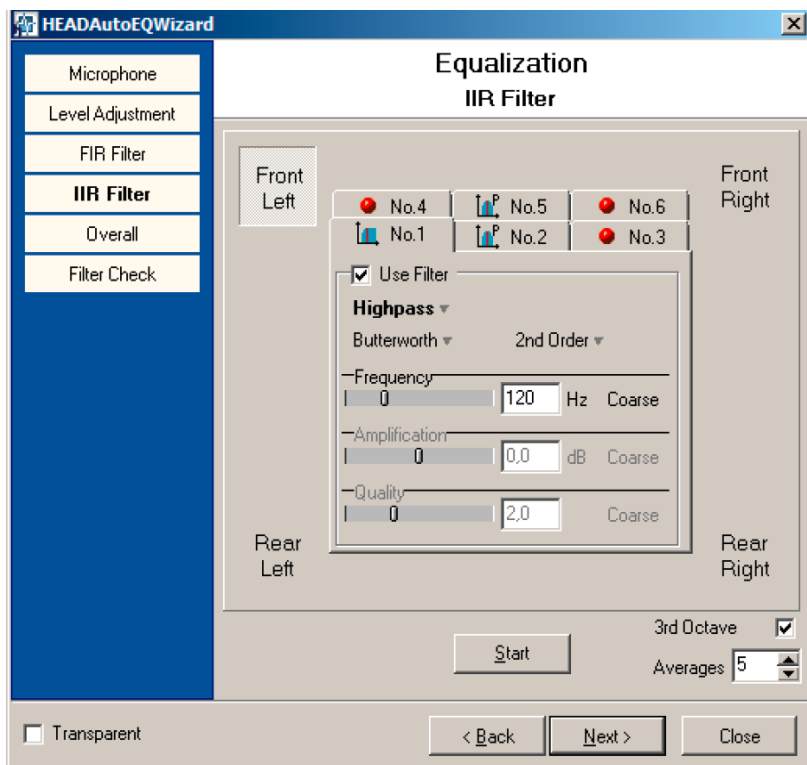 HEADAutoEQWizard
Microphone
Level Adjustment
FIR Filter
IIR Filter
Overall
Filter Check
Equalization
IIR Filter
Front
Left
Front
Right
No.4
No.5
No.6
No.1
No.2
No.3
Use Filter
Highpass
Butterworth
2nd Order
Frequency
120 Hz Coarse
Amplification
0,0 dB Coarse
Quality
2,0 Coarse
Rear
Left
Rear
Right
3rd Octave
Start
Averages 5
Transparent
< Back
Next >
Close